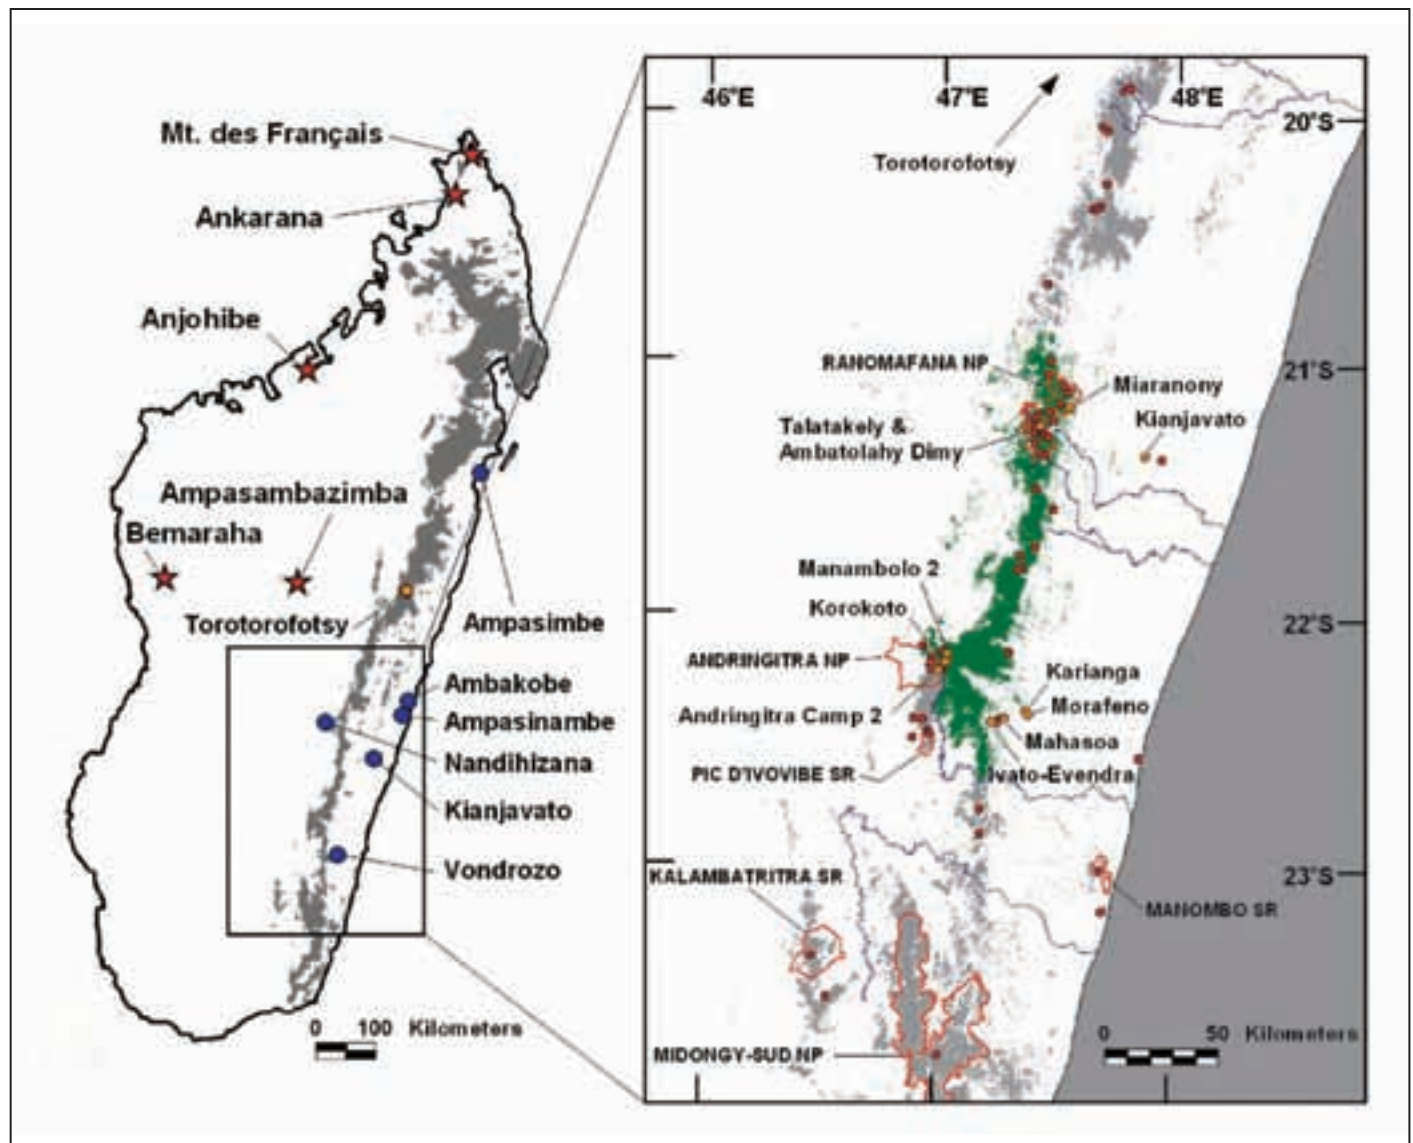 Mt. des Français
Ankarana
Anjohibe
Ampasambazimba
Bemaraha
Torotorofotsy
Ampasimbe
Ambakobe
Ampasinambe
Nandihizana
Kianjavato
Vondrozo
0 100 Kilometers
46°E 47°E 48°E
20°S
Torotorofotsy
RANOMAFANA NP
21°S
Miaranony
Kianjavato
Talatakely &
Ambatolahy Dimy
Manambolo 2
Korokoto
22°S
ANDRINGITRA NP
Karianga
Morafeno
Andringitra Camp 2
Mahasoa
PIC D'IVOVIBE SR
Ivato-Evendra
KALAMBATRITRA SR
23°S
MANOMBO SR
0 50 Kilometers
MIDONGY-SUD NP